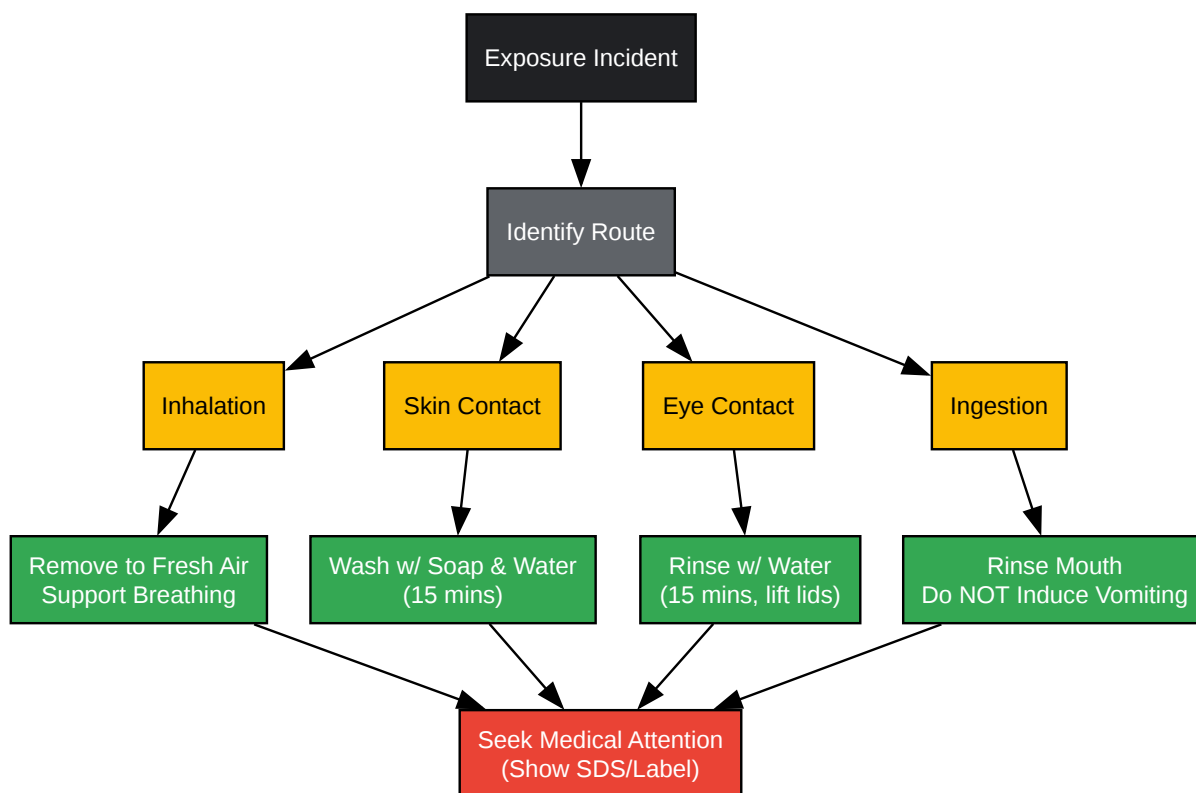 Exposure Incident
Identify Route
Inhalation
Skin Contact
Eye Contact
Ingestion
Remove to Fresh Air
Support Breathing
Wash w/ Soap & Water
(15 mins)
Rinse w/ Water
(15 mins, lift lids)
Rinse Mouth
Do NOT Induce Vomiting
Seek Medical Attention
(Show SDS/Label)